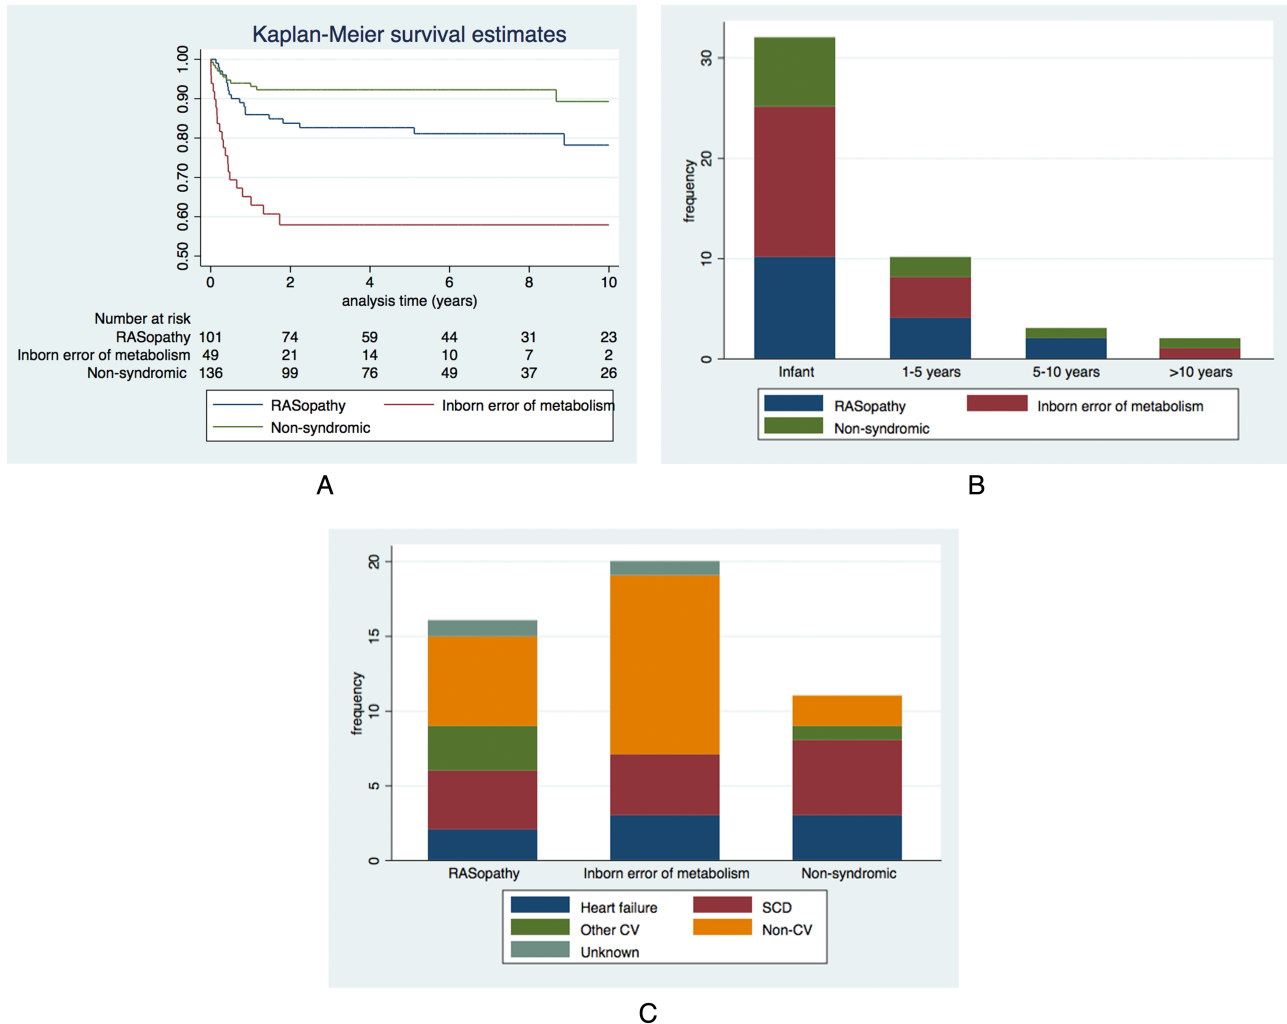 Kaplan-Meier survival estimates
1.00
0.90
0.80
0.70
0.60
0.50
0 2 4 6 8 10
analysis time (years)
Number at risk
RASopathy 101 74 59 44 31 23
Inborn error of metabolism 49 21 14 10 7 2
Non-syndromic 136 99 76 49 37 26
RASopathy Inborn error of metabolism
Non-syndromic
A
frequency
30
20
10
0
Infant 1-5 years 5-10 years >10 years
RASopathy Inborn error of metabolism
Non-syndromic
B
frequency
20
15
10
5
0
RASopathy Inborn error of metabolism Non-syndromic
Heart failure SCD
Other CV Non-CV
Unknown
C